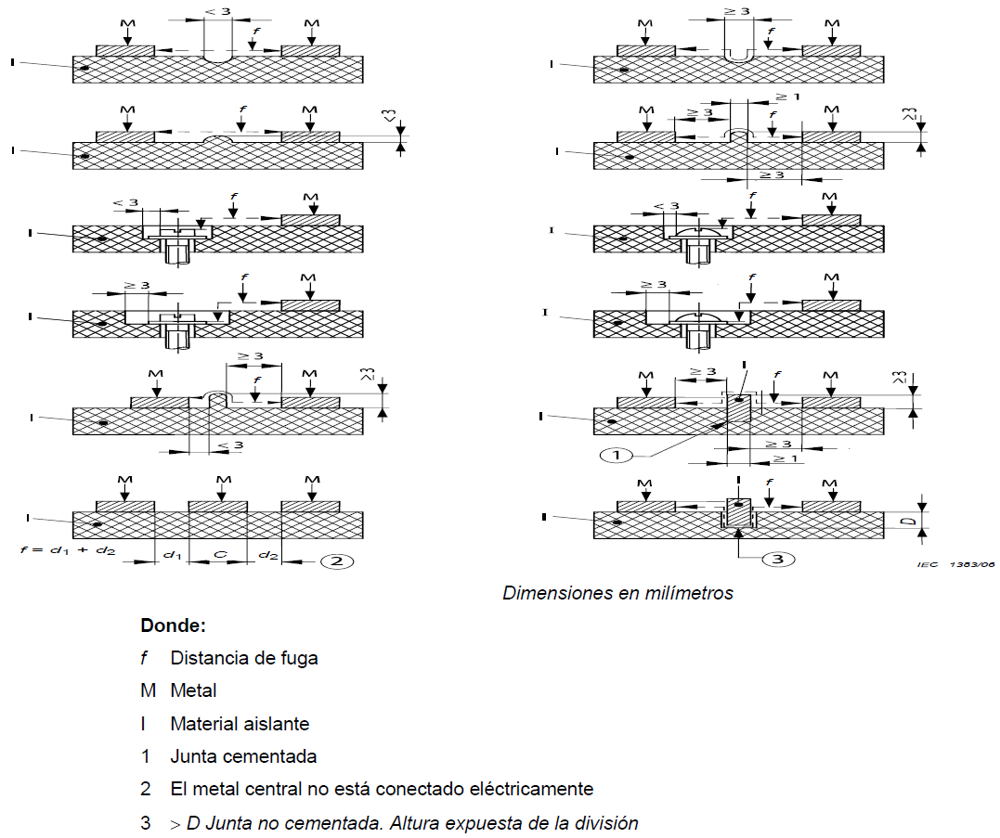 < 3
M f M
I
≥ 3
M f M
I
M f M
< 3
I
≥ 1
M ≥ 3 f M
≥ 3
I
≥ 3
< 3 f M
I
< 3 f M
I
≥ 3 f M
I
≥ 3 f M
I
≥ 3
M f M
≥ 3
I
< 3
I
M ≥ 3 f M
≥ 3
I
≥ 3
1
≥ 1
M M M
I
f = d1 + d2 d1 C d2 2
M I f M
I
D
3
IEC 1383/06
Dimensiones en milímetros
Donde:
f Distancia de fuga
M Metal
I Material aislante
1 Junta cementada
2 El metal central no está conectado eléctricamente
3 > D Junta no cementada. Altura expuesta de la división